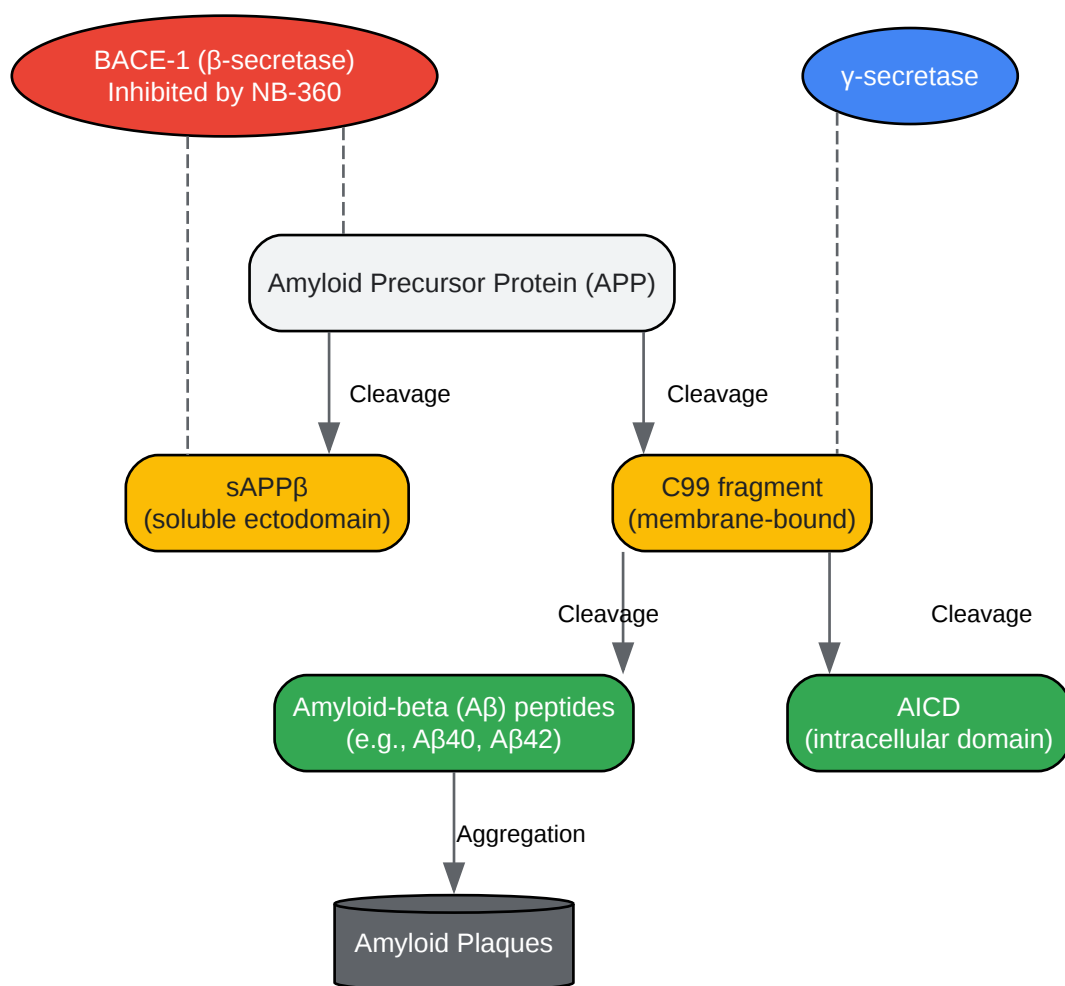 BACE-1 (β-secretase)
Inhibited by NB-360
γ-secretase
Amyloid Precursor Protein (APP)
Cleavage
Cleavage
sAPPβ
(soluble ectodomain)
C99 fragment
(membrane-bound)
Cleavage
Cleavage
Amyloid-beta (Aβ) peptides
(e.g., Aβ40, Aβ42)
AICD
(intracellular domain)
Aggregation
Amyloid Plaques